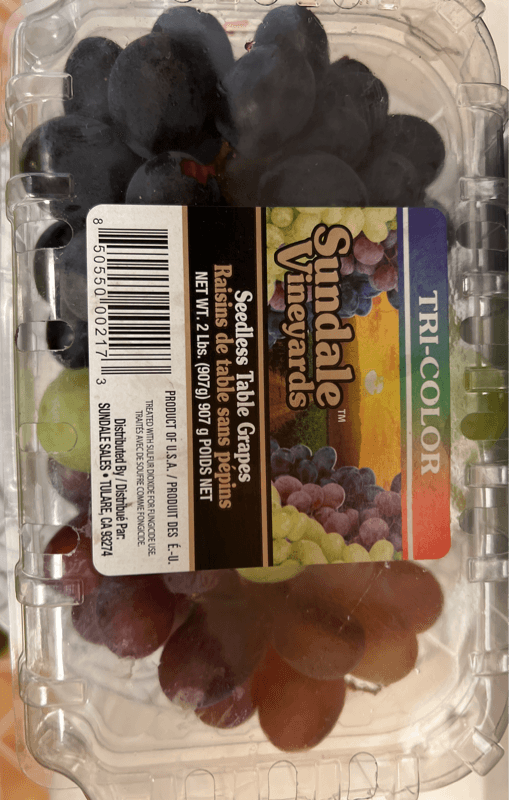 TRI-COLOR
Sundale™
Vineyards
Seedless Table Grapes
Raisins de table sans pépins
NET WT. 2 Lbs. (907g) 907 g POIDS NET
PRODUCT OF U.S.A. / PRODUIT DES É.-U.
TREATED WITH SULFUR DIOXIDE FOR FUNGICIDE USE.
TRAITÉS AVEC DE SOUFRE COMME FONGICIDE.
Distributed By / Distribué Par:
SUNDALE SALES • TULARE, CA 93274
8 50550 00217 3